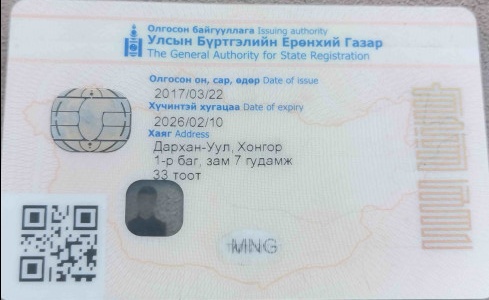 Олгосон байгууллага Issuing authority
Улсын Бүртгэлийн Ерөнхий Газар
The General Authority for State Registration
Олгосон он, сар, өдөр Date of issue
2017/03/22
Хүчинтэй хугацаа Date of expiry
2026/02/10
Хаяг Address
Дархан-Уул, Хонгор
1-р баг, зам 7 гудамж
33 тоот
MNG